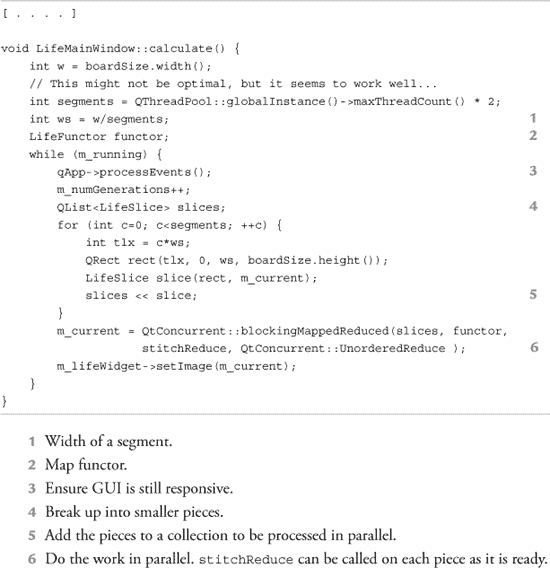 [ . . . . ]
void LifeMainWindow::calculate() {
    int w = boardSize.width();
    // This might not be optimal, but it seems to work well...
    int segments = QThreadPool::globalInstance()->maxThreadCount() * 2;
    int ws = w/segments; 1
    LifeFunctor functor; 2
    while (m_running) {
        qApp->processEvents(); 3
        m_numGenerations++;
        QList<LifeSlice> slices; 4
        for (int c=0; c<segments; ++c) {
            int tlx = c*ws;
            QRect rect(tlx, 0, ws, boardSize.height());
            LifeSlice slice(rect, m_current);
            slices << slice; 5
        }
        m_current = QtConcurrent::blockingMappedReduced(slices, functor,
                    stitchReduce, QtConcurrent::UnorderedReduce ); 6
        m_lifeWidget->setImage(m_current);
    }
}
1 Width of a segment.
2 Map functor.
3 Ensure GUI is still responsive.
4 Break up into smaller pieces.
5 Add the pieces to a collection to be processed in parallel.
6 Do the work in parallel. stitchReduce can be called on each piece as it is ready.